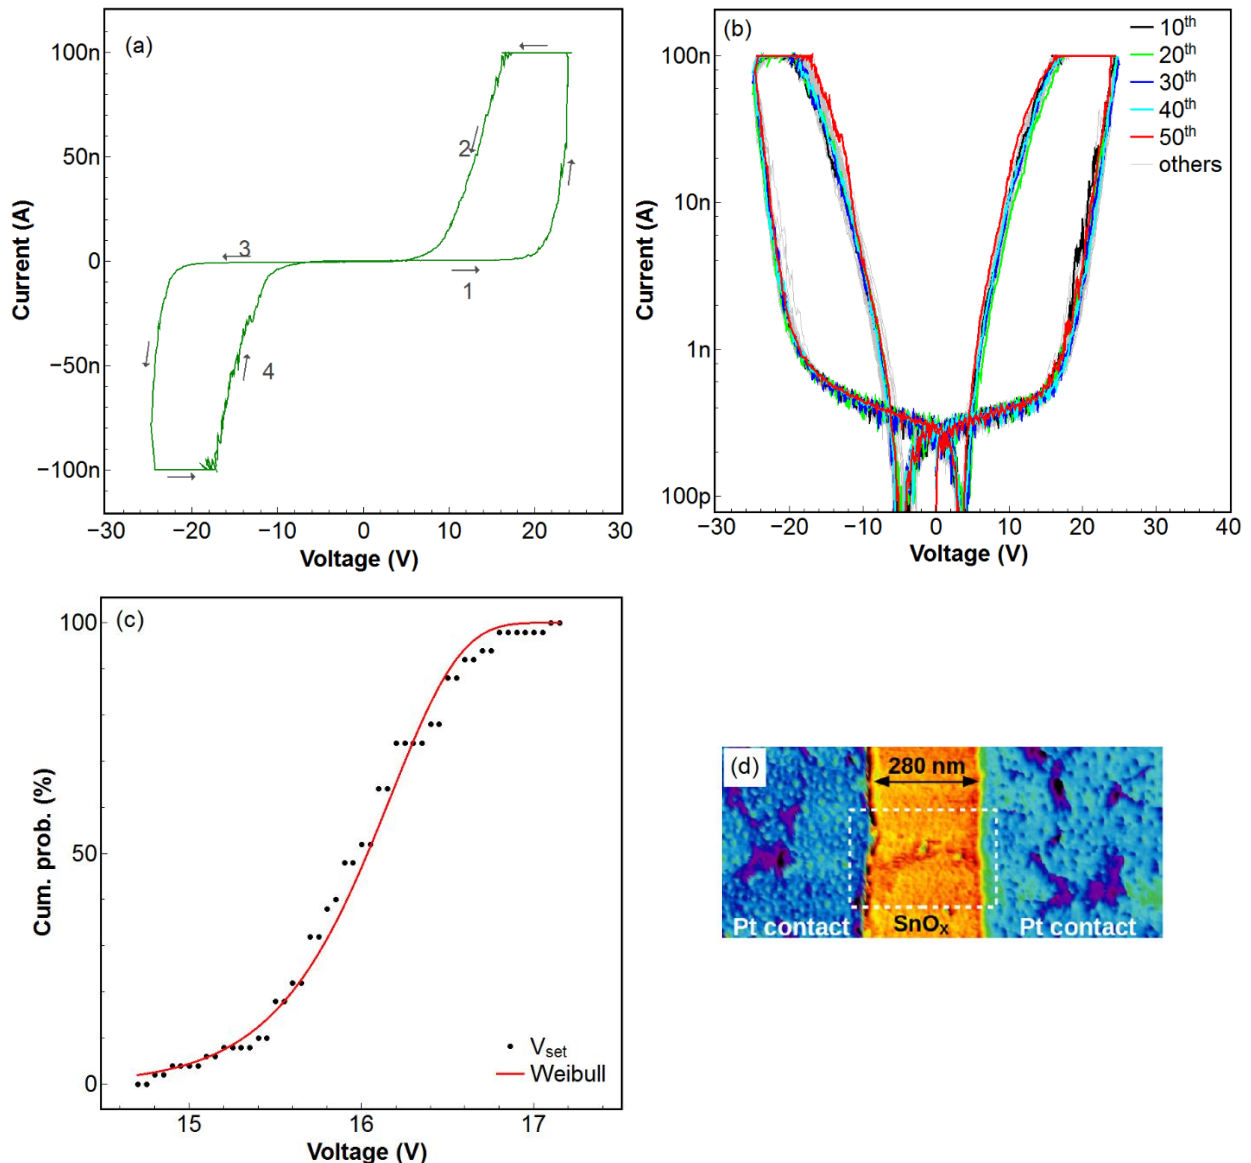 (a)
100n
50n
0
−50n
−100n
Current (A)
−30 −20 −10 0 10 20 30
Voltage (V)
1
2
3
4
(b)
10th
20th
30th
40th
50th
others
100n
10n
1n
100p
Current (A)
−30 −20 −10 0 10 20 30 40
Voltage (V)
(c)
100
50
0
Cum. prob. (%)
Vset
Weibull
15 16 17
Voltage (V)
(d)
280 nm
Pt contact SnOx Pt contact